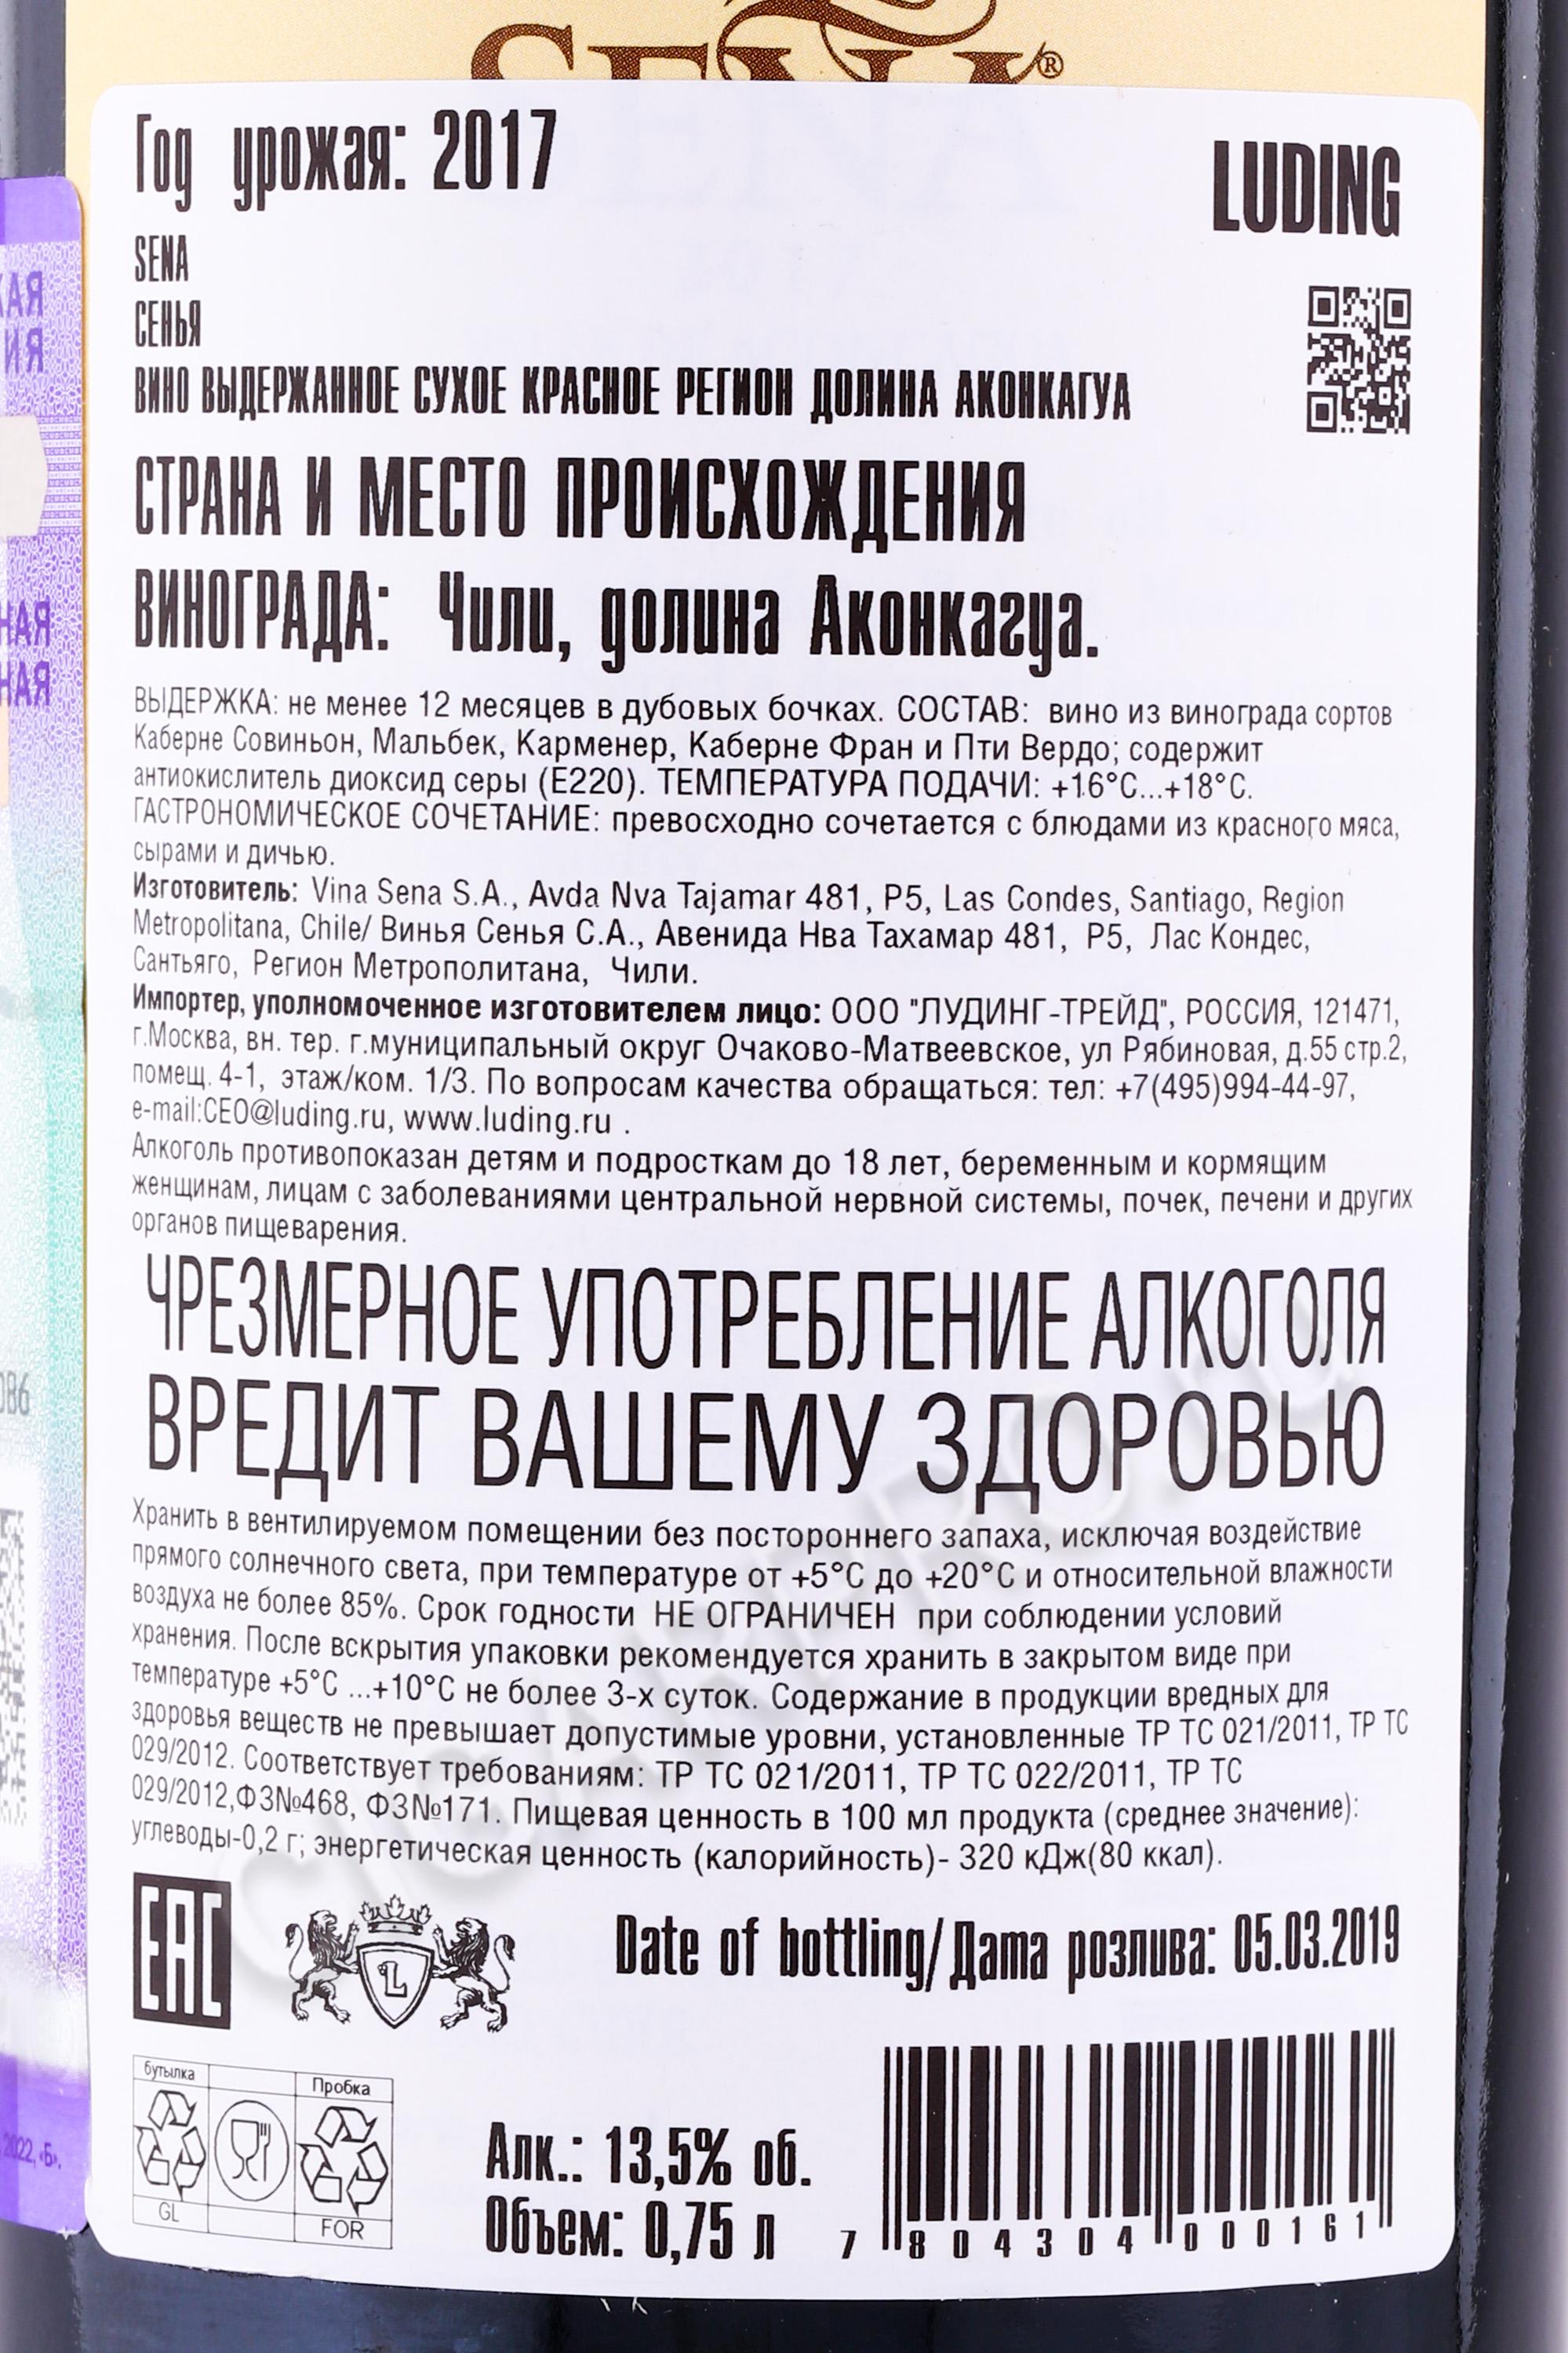 SEÑA®
Год урожая: 2017
LUDING
SENA
СЕНЬЯ
ВИНО ВЫДЕРЖАННОЕ СУХОЕ КРАСНОЕ РЕГИОН ДОЛИНА АКОНКАГУА
СТРАНА И МЕСТО ПРОИСХОЖДЕНИЯ
ВИНОГРАДА: Чили, долина Аконкагуа.
ВЫДЕРЖКА: не менее 12 месяцев в дубовых бочках. СОСТАВ: вино из винограда сортов
Каберне Совиньон, Мальбек, Карменер, Каберне Фран и Пти Вердо; содержит
антиокислитель диоксид серы (Е220). ТЕМПЕРАТУРА ПОДАЧИ: +16°С...+18°С.
ГАСТРОНОМИЧЕСКОЕ СОЧЕТАНИЕ: превосходно сочетается с блюдами из красного мяса,
сырами и дичью.
Изготовитель: Vina Sena S.A., Avda Nva Tajamar 481, P5, Las Condes, Santiago, Region
Metropolitana, Chile/ Винья Сенья С.А., Авенида Нва Тахамар 481, Р5, Лас Кондес,
Сантьяго, Регион Метрополитана, Чили.
Импортер, уполномоченное изготовителем лицо: ООО "ЛУДИНГ-ТРЕЙД", РОССИЯ, 121471,
г.Москва, вн. тер. г.муниципальный округ Очаково-Матвеевское, ул Рябиновая, д.55 стр.2,
помещ. 4-1, этаж/ком. 1/3. По вопросам качества обращаться: тел: +7(495)994-44-97,
e-mail:CEO@luding.ru, www.luding.ru .
Алкоголь противопоказан детям и подросткам до 18 лет, беременным и кормящим
женщинам, лицам с заболеваниями центральной нервной системы, почек, печени и других
органов пищеварения.
ЧРЕЗМЕРНОЕ УПОТРЕБЛЕНИЕ АЛКОГОЛЯ
ВРЕДИТ ВАШЕМУ ЗДОРОВЬЮ
Хранить в вентилируемом помещении без постороннего запаха, исключая воздействие
прямого солнечного света, при температуре от +5°С до +20°С и относительной влажности
воздуха не более 85%. Срок годности НЕ ОГРАНИЧЕН при соблюдении условий
хранения. После вскрытия упаковки рекомендуется хранить в закрытом виде при
температуре +5°С ...+10°С не более 3-х суток. Содержание в продукции вредных для
здоровья веществ не превышает допустимые уровни, установленные ТР ТС 021/2011, ТР ТС
029/2012. Соответствует требованиям: ТР ТС 021/2011, ТР ТС 022/2011, ТР ТС
029/2012,ФЗ№468, ФЗ№171. Пищевая ценность в 100 мл продукта (среднее значение):
углеводы-0,2 г; энергетическая ценность (калорийность)- 320 кДж(80 ккал).
EAC
L
Date of bottling/Дата розлива: 05.03.2019
бутылка
Пробка
GL
FOR
Алк.: 13,5% об.
Объем: 0,75 л
7 804304 000161
2022, «Б».